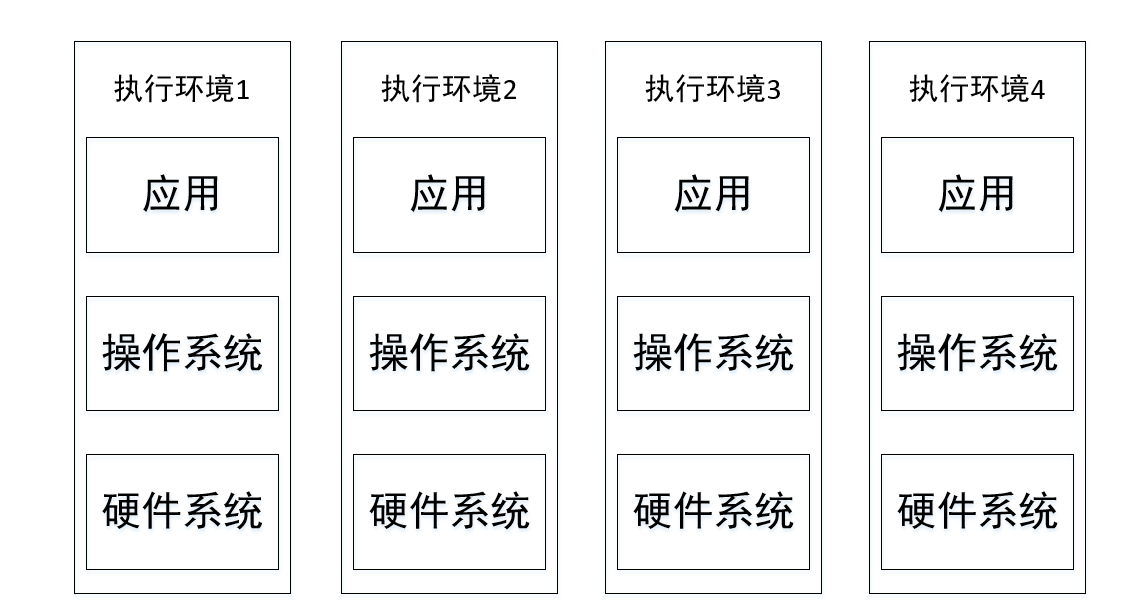 执行环境1
应用
操作系统
硬件系统
执行环境2
应用
操作系统
硬件系统
执行环境3
应用
操作系统
硬件系统
执行环境4
应用
操作系统
硬件系统